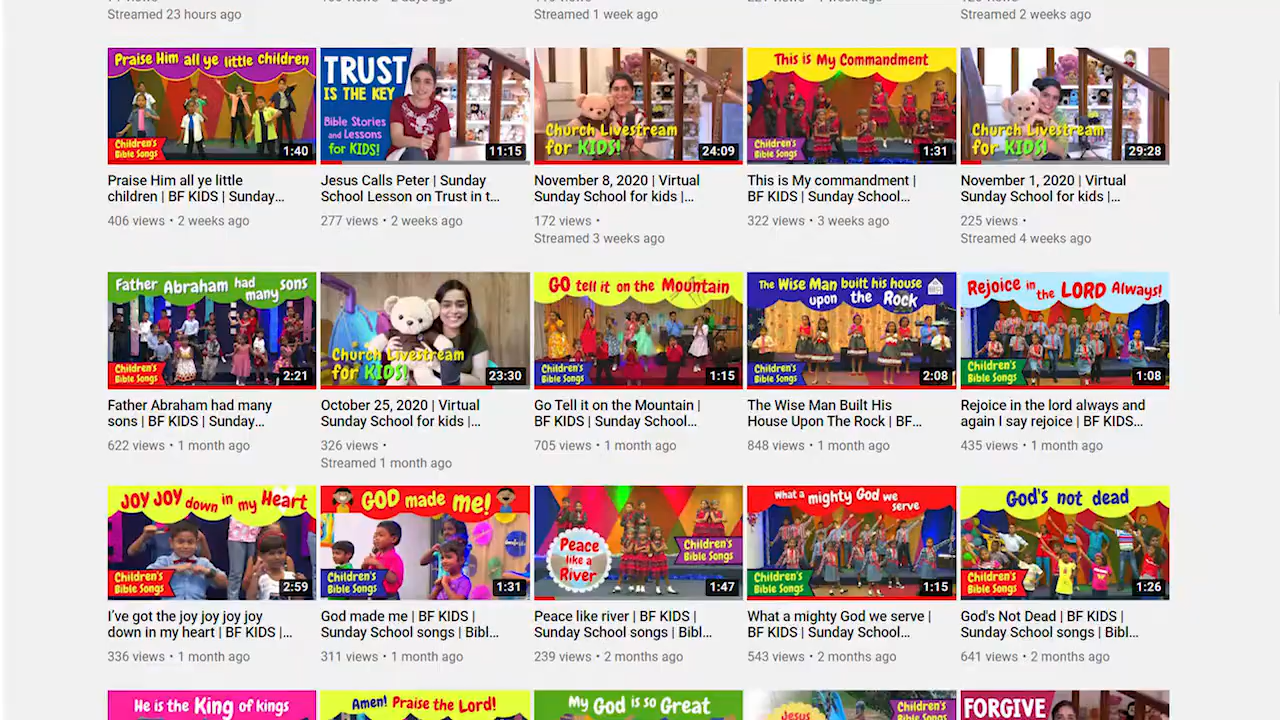 Streamed 23 hours ago
Streamed 1 week ago
Streamed 2 weeks ago
Praise Him all ye little children
Children's
Bible Songs
1:40
TRUST
IS THE KEY
Bible Stories
and Lessons
for KIDS!
11:15
Church Livestream
for KIDS!
24:09
This is My Commandment
Children's
Bible Songs
1:31
Church Livestream
for KIDS!
29:28
Praise Him all ye little
children | BF KIDS | Sunday...
406 views • 2 weeks ago
Jesus Calls Peter | Sunday
School Lesson on Trust in t...
277 views • 2 weeks ago
November 8, 2020 | Virtual
Sunday School for kids |...
172 views •
Streamed 3 weeks ago
This is My commandment |
BF KIDS | Sunday School...
322 views • 3 weeks ago
November 1, 2020 | Virtual
Sunday School for kids |...
225 views •
Streamed 4 weeks ago
Father Abraham had
many sons
Children's
Bible Songs
2:21
Church Livestream
for KIDS!
23:30
GO tell it on the Mountain
Children's
Bible Songs
1:15
The Wise Man built his house
upon the Rock
Children's
Bible Songs
2:08
Rejoice in the LORD Always!
Children's
Bible Songs
1:08
Father Abraham had many
sons | BF KIDS | Sunday...
622 views • 1 month ago
October 25, 2020 | Virtual
Sunday School for kids |...
326 views •
Streamed 1 month ago
Go Tell it on the Mountain |
BF KIDS | Sunday School...
705 views • 1 month ago
The Wise Man Built His
House Upon The Rock | BF...
848 views • 1 month ago
Rejoice in the lord always and
again I say rejoice | BF KIDS...
435 views • 1 month ago
JOY JOY down in my Heart
Children's
Bible Songs
2:59
GOD made me!
Children's
Bible Songs
1:31
Peace
like a
River
Children's
Bible Songs
1:47
What a mighty God we
serve
Children's
Bible Songs
1:15
God's not dead
Children's
Bible Songs
1:26
I've got the joy joy joy joy
down in my heart | BF KIDS |...
336 views • 1 month ago
God made me | BF KIDS |
Sunday School songs | Bibl...
311 views • 1 month ago
Peace like river | BF KIDS |
Sunday School songs | Bibl...
239 views • 2 months ago
What a mighty God we serve |
BF KIDS | Sunday School...
543 views • 2 months ago
God's Not Dead | BF KIDS |
Sunday School songs | Bibl...
641 views • 2 months ago
He is the King of kings
Amen! Praise the Lord!
My God is so Great
Jesus
Children's
Bible Songs
FORGIVE